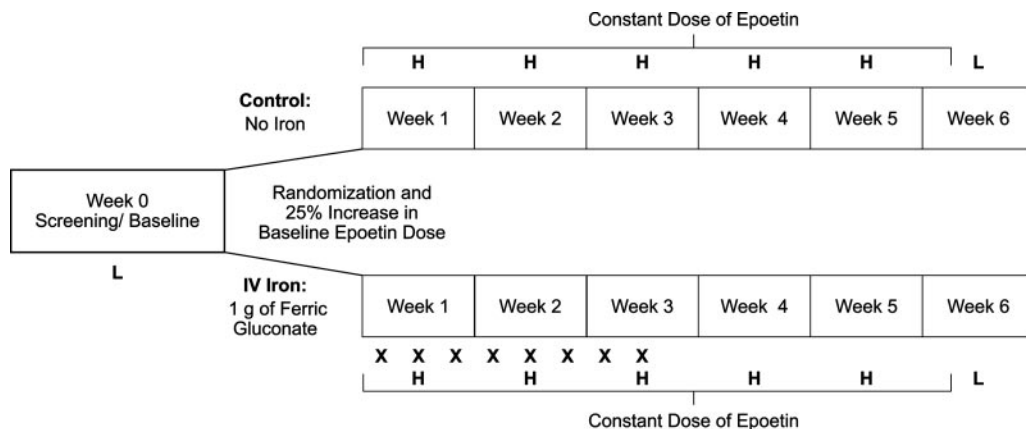 Constant Dose of Epoetin
H H H H H L
Control:
No Iron
Week 1 Week 2 Week 3 Week 4 Week 5 Week 6
Week 0
Screening/ Baseline
L
Randomization and
25% Increase in
Baseline Epoetin Dose
IV Iron:
1 g of Ferric
Gluconate
Week 1 Week 2 Week 3 Week 4 Week 5 Week 6
X X X X X X X X
H H H H H L
Constant Dose of Epoetin